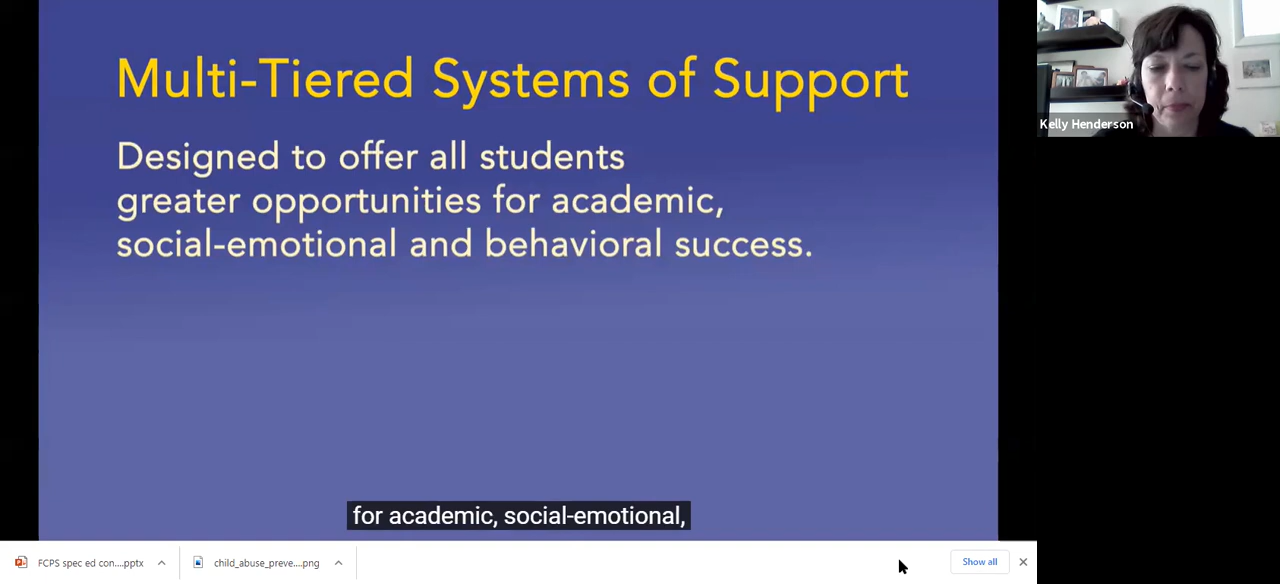 Multi-Tiered Systems of Support
Designed to offer all students
greater opportunities for academic,
social-emotional and behavioral success.
for academic, social-emotional,
Kelly Henderson
FCPS spec ed con....pptx
child_abuse_preve....png
Show all